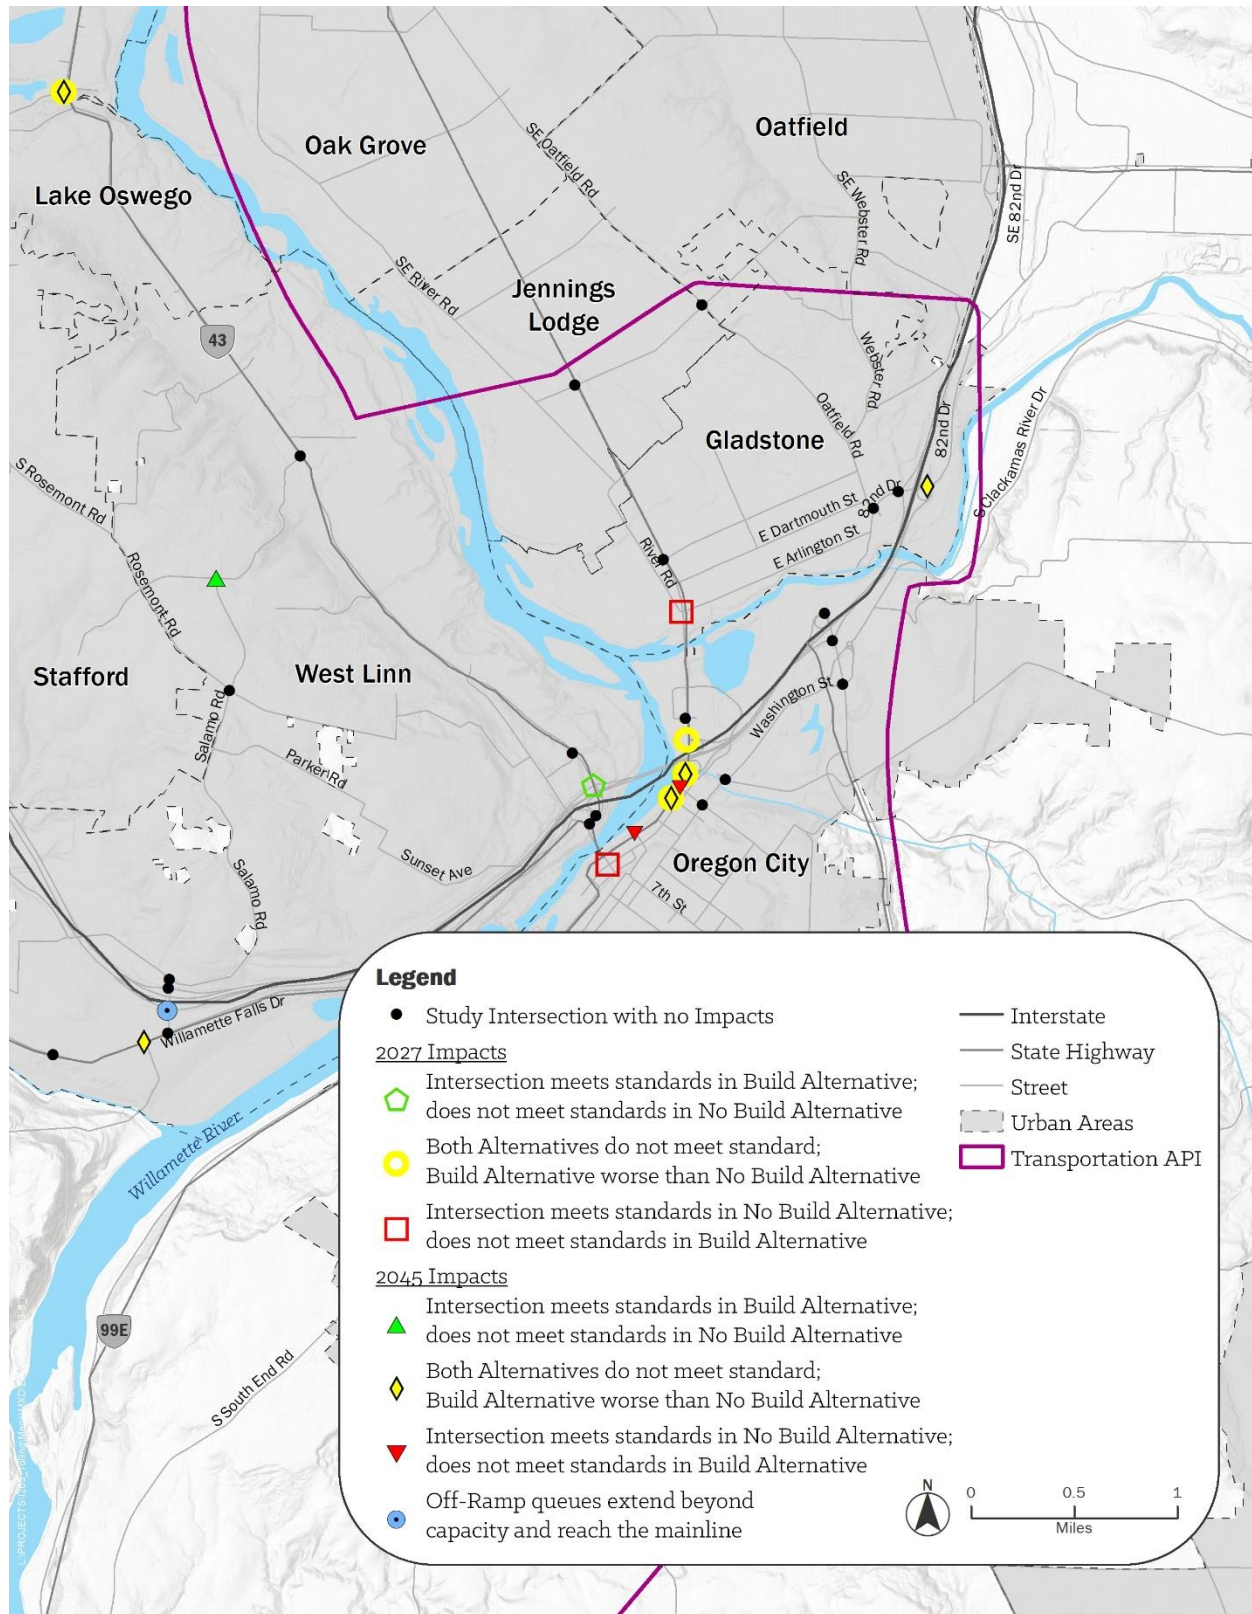 Oak Grove
Oatfield
SE Oatfield Rd
SE Webster Rd
SE 82nd Dr
Lake Oswego
43
SE River Rd
Jennings
Lodge
Webster Rd
Oatfield Rd
Gladstone
82nd Dr
S Clackamas River Dr
S Rosemont Rd
82nd Dr
E Dartmouth St
E Arlington St
River Rd
Rosemont Rd
Stafford
West Linn
Washington St
Salamo Rd
Parker Rd
Sunset Ave
Oregon City
7th St
Salamo Rd
Willamette Falls Dr
Willamette River
99E
S South End Rd
Legend
Study Intersection with no Impacts
2027 Impacts
Intersection meets standards in Build Alternative;
does not meet standards in No Build Alternative
Both Alternatives do not meet standard;
Build Alternative worse than No Build Alternative
Intersection meets standards in No Build Alternative;
does not meet standards in Build Alternative
2045 Impacts
Intersection meets standards in Build Alternative;
does not meet standards in No Build Alternative
Both Alternatives do not meet standard;
Build Alternative worse than No Build Alternative
Intersection meets standards in No Build Alternative;
does not meet standards in Build Alternative
Off-Ramp queues extend beyond
capacity and reach the mainline
Interstate
State Highway
Street
Urban Areas
Transportation API
N
0 0.5 1
Miles